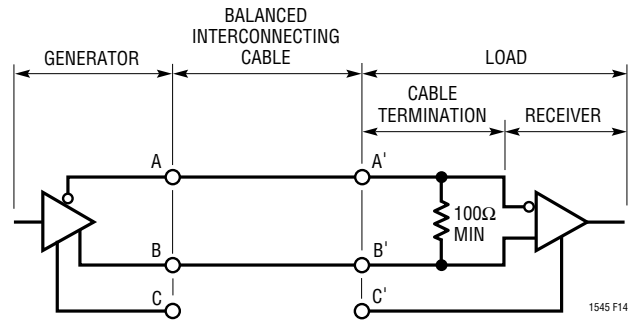 BALANCED
INTERCONNECTING
CABLE
GENERATOR
LOAD
CABLE
TERMINATION
RECEIVER
A
A'
100Ω
MIN
B
B'
C
C'
1545 F14